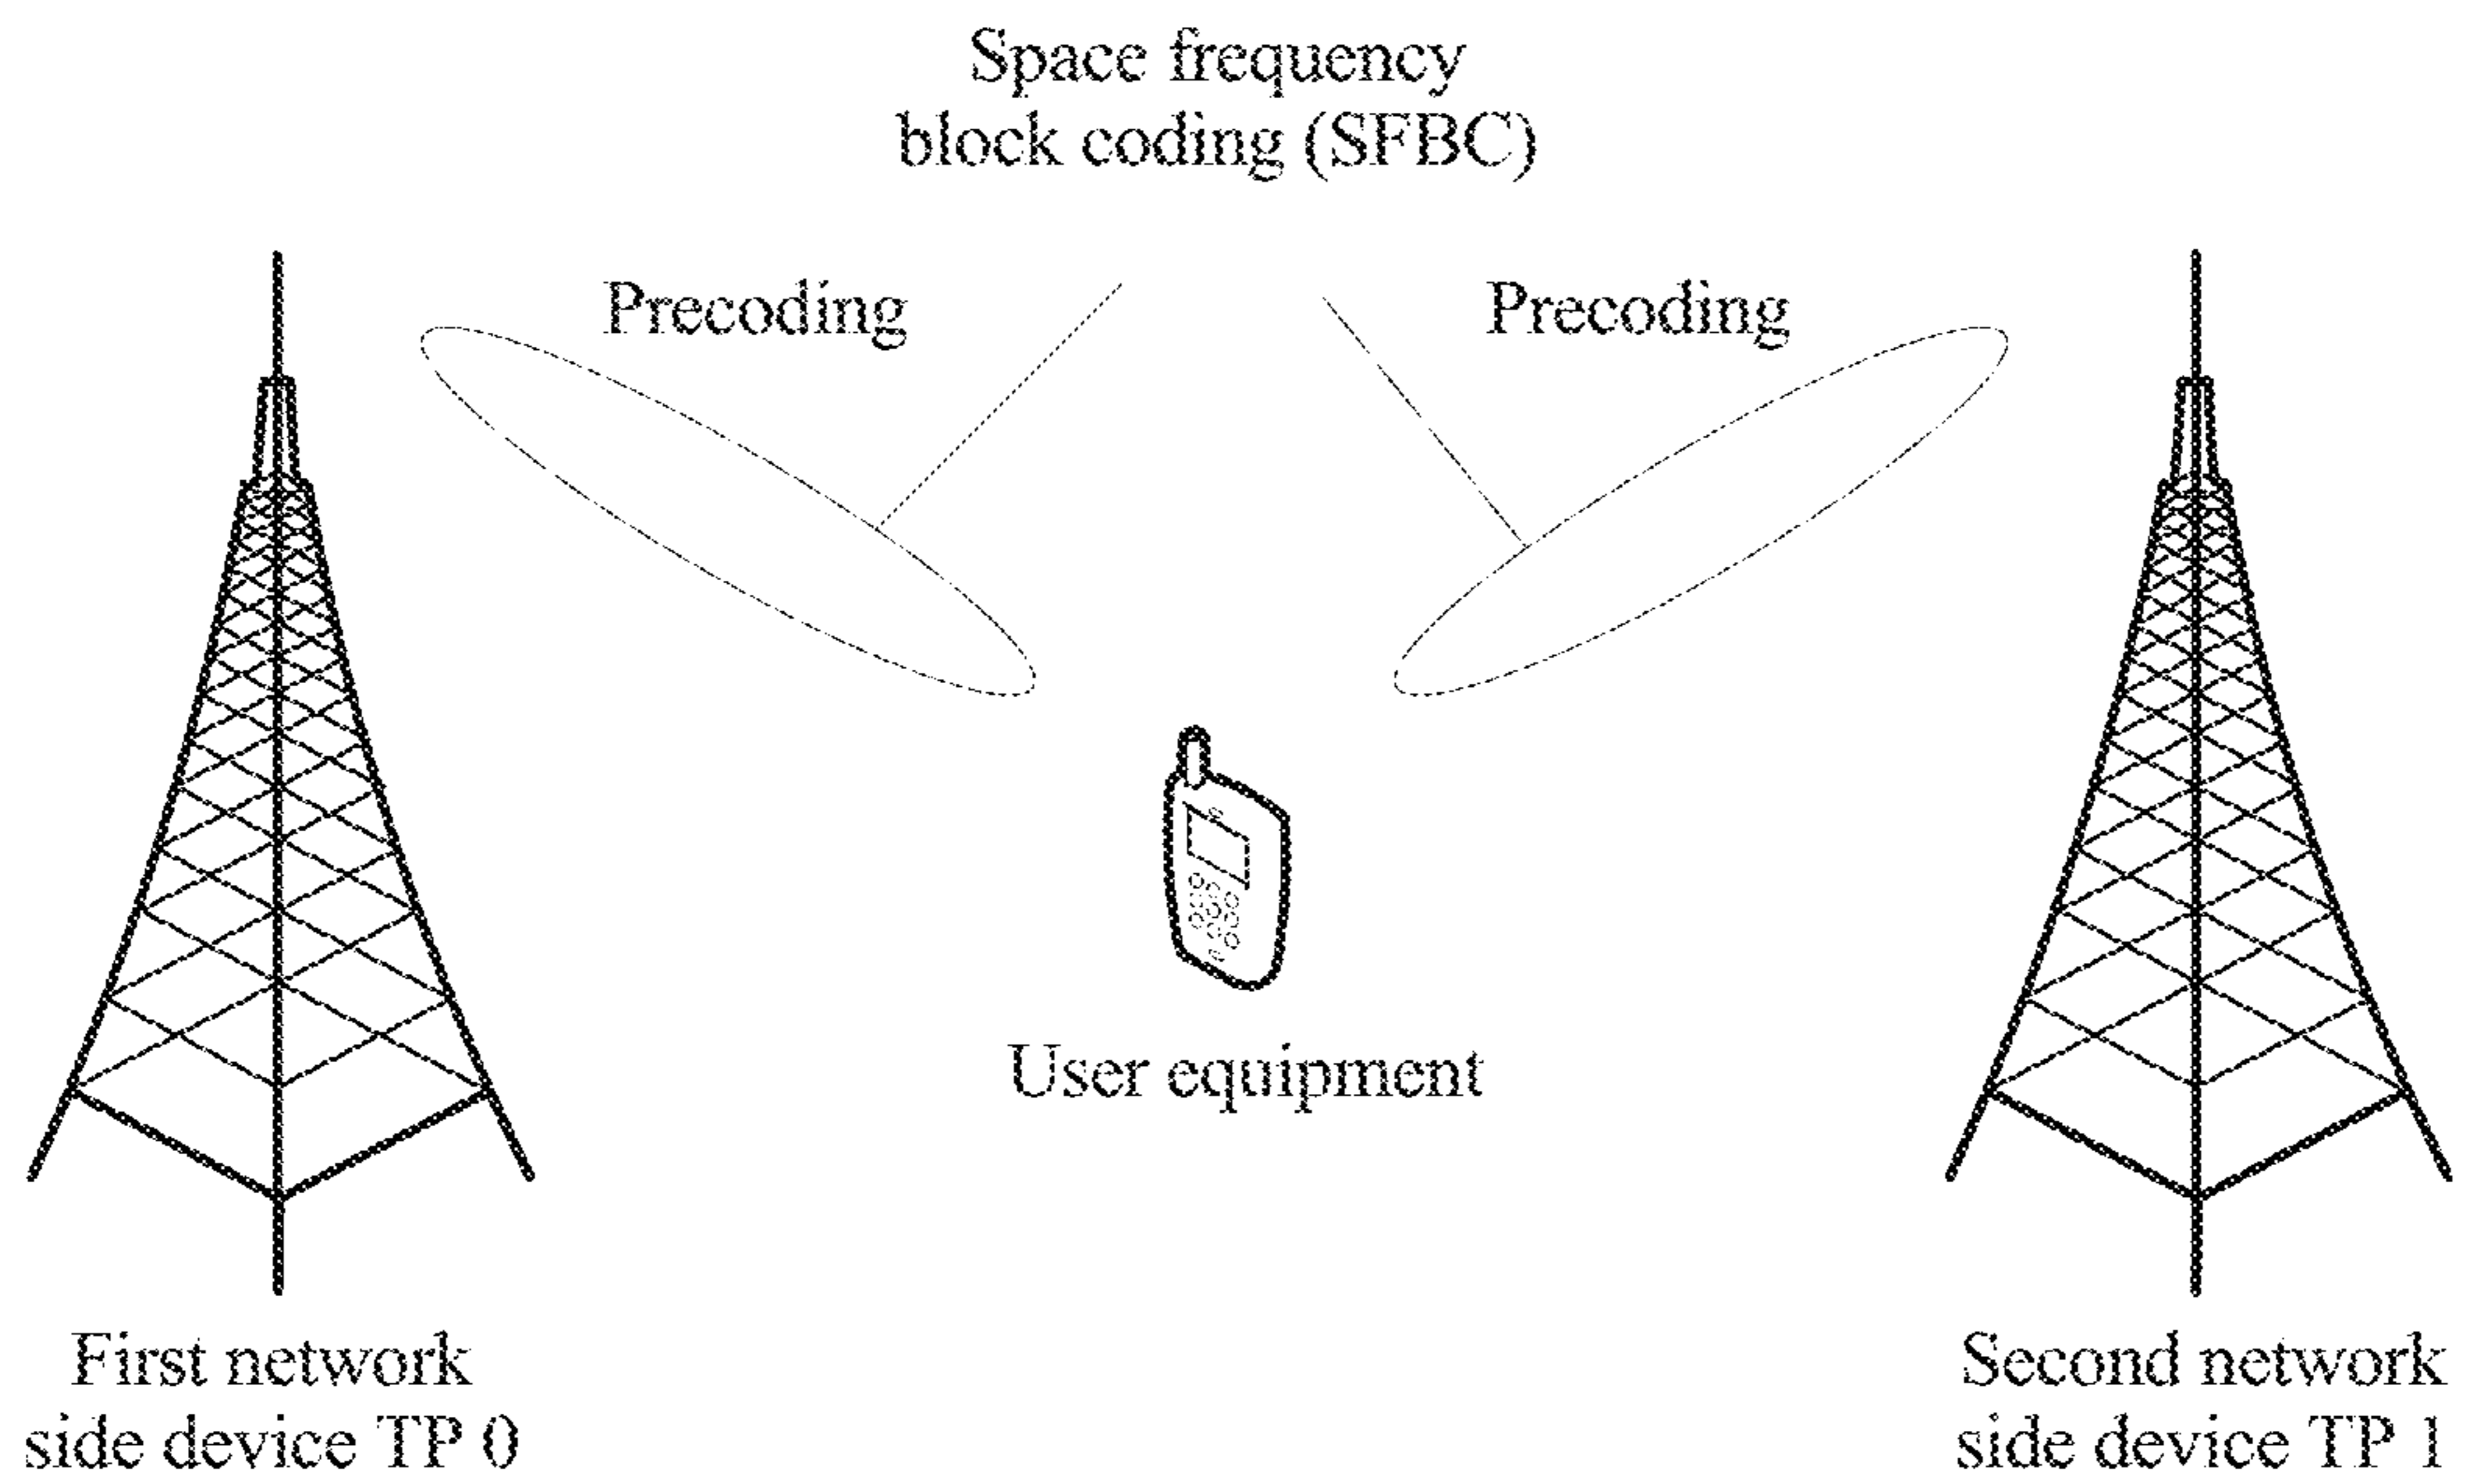 Space frequency
block coding (SFBC)
Precoding
Precoding
User equipment
First network
side device TP 0
Second network
side device TP 1